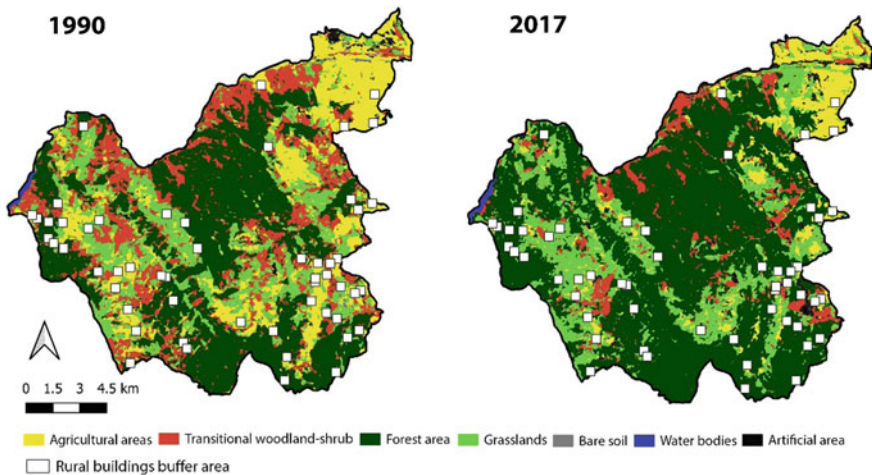 1990 2017
0 1.5 3 4.5 km
Agricultural areas Transitional woodland-shrub Forest area Grasslands Bare soil Water bodies Artificial area
Rural buildings buffer area